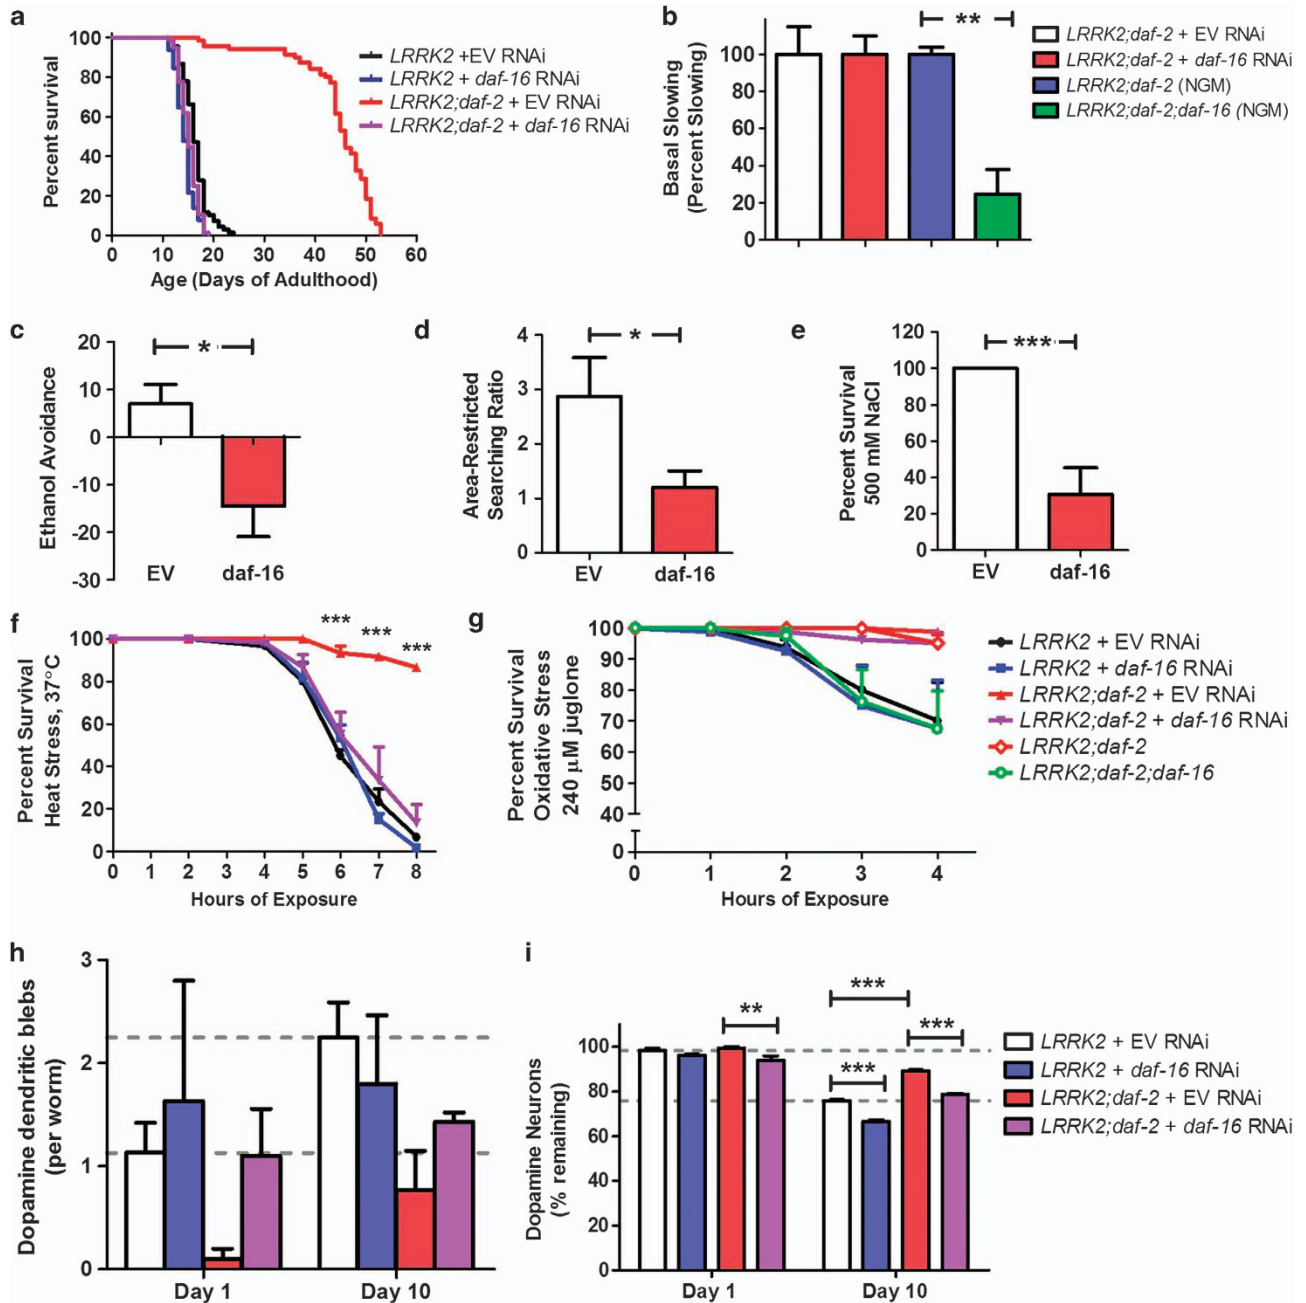 a
Percent survival
100
80
60
40
20
0
0 10 20 30 40 50 60
Age (Days of Adulthood)
LRRK2 +EV RNAi
LRRK2 + daf-16 RNAi
LRRK2;daf-2 + EV RNAi
LRRK2;daf-2 + daf-16 RNAi
b
Basal Slowing
(Percent Slowing)
100
80
60
40
20
0
**
LRRK2;daf-2 + EV RNAi
LRRK2;daf-2 + daf-16 RNAi
LRRK2;daf-2 (NGM)
LRRK2;daf-2;daf-16 (NGM)
c
Ethanol Avoidance
20
10
0
-10
-20
-30
*
EV daf-16
d
Area-Restricted
Searching Ratio
4
3
2
1
0
*
EV daf-16
e
Percent Survival
500 mM NaCl
120
100
80
60
40
20
0
***
EV daf-16
f
Percent Survival
Heat Stress, 37°C
100
80
60
40
20
0
*** *** ***
0 1 2 3 4 5 6 7 8
Hours of Exposure
g
Percent Survival
Oxidative Stress
240 µM juglone
100
90
80
70
60
50
40
0
0 1 2 3 4
Hours of Exposure
LRRK2 + EV RNAi
LRRK2 + daf-16 RNAi
LRRK2;daf-2 + EV RNAi
LRRK2;daf-2 + daf-16 RNAi
LRRK2;daf-2
LRRK2;daf-2;daf-16
h
Dopamine dendritic blebs
(per worm)
3
2
1
0
Day 1 Day 10
i
Dopamine Neurons
(% remaining)
100
80
60
40
20
0
**
***
***
***
Day 1 Day 10
LRRK2 + EV RNAi
LRRK2 + daf-16 RNAi
LRRK2;daf-2 + EV RNAi
LRRK2;daf-2 + daf-16 RNAi